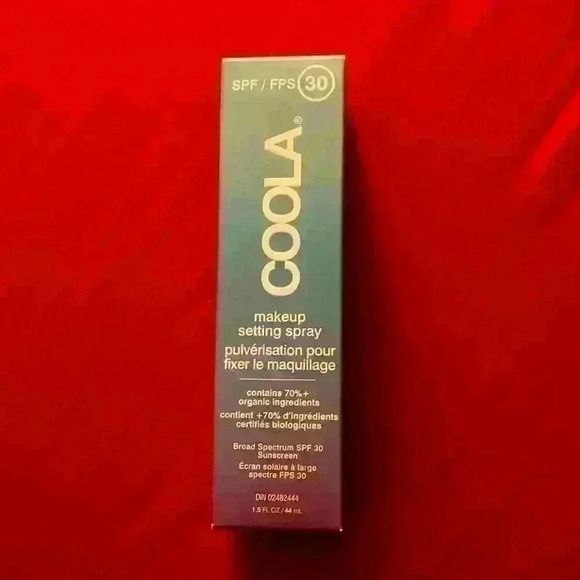 SPF / FPS 30
COOLA®
makeup
setting spray
pulvérisation pour
fixer le maquillage
contains 70%+
organic ingredients
contient +70% d'ingrédients
certifiés biologiques
Broad Spectrum SPF 30
Sunscreen
Écran solaire à large
spectre FPS 30
DIN 02482444
1.5 FL OZ / 44 mL